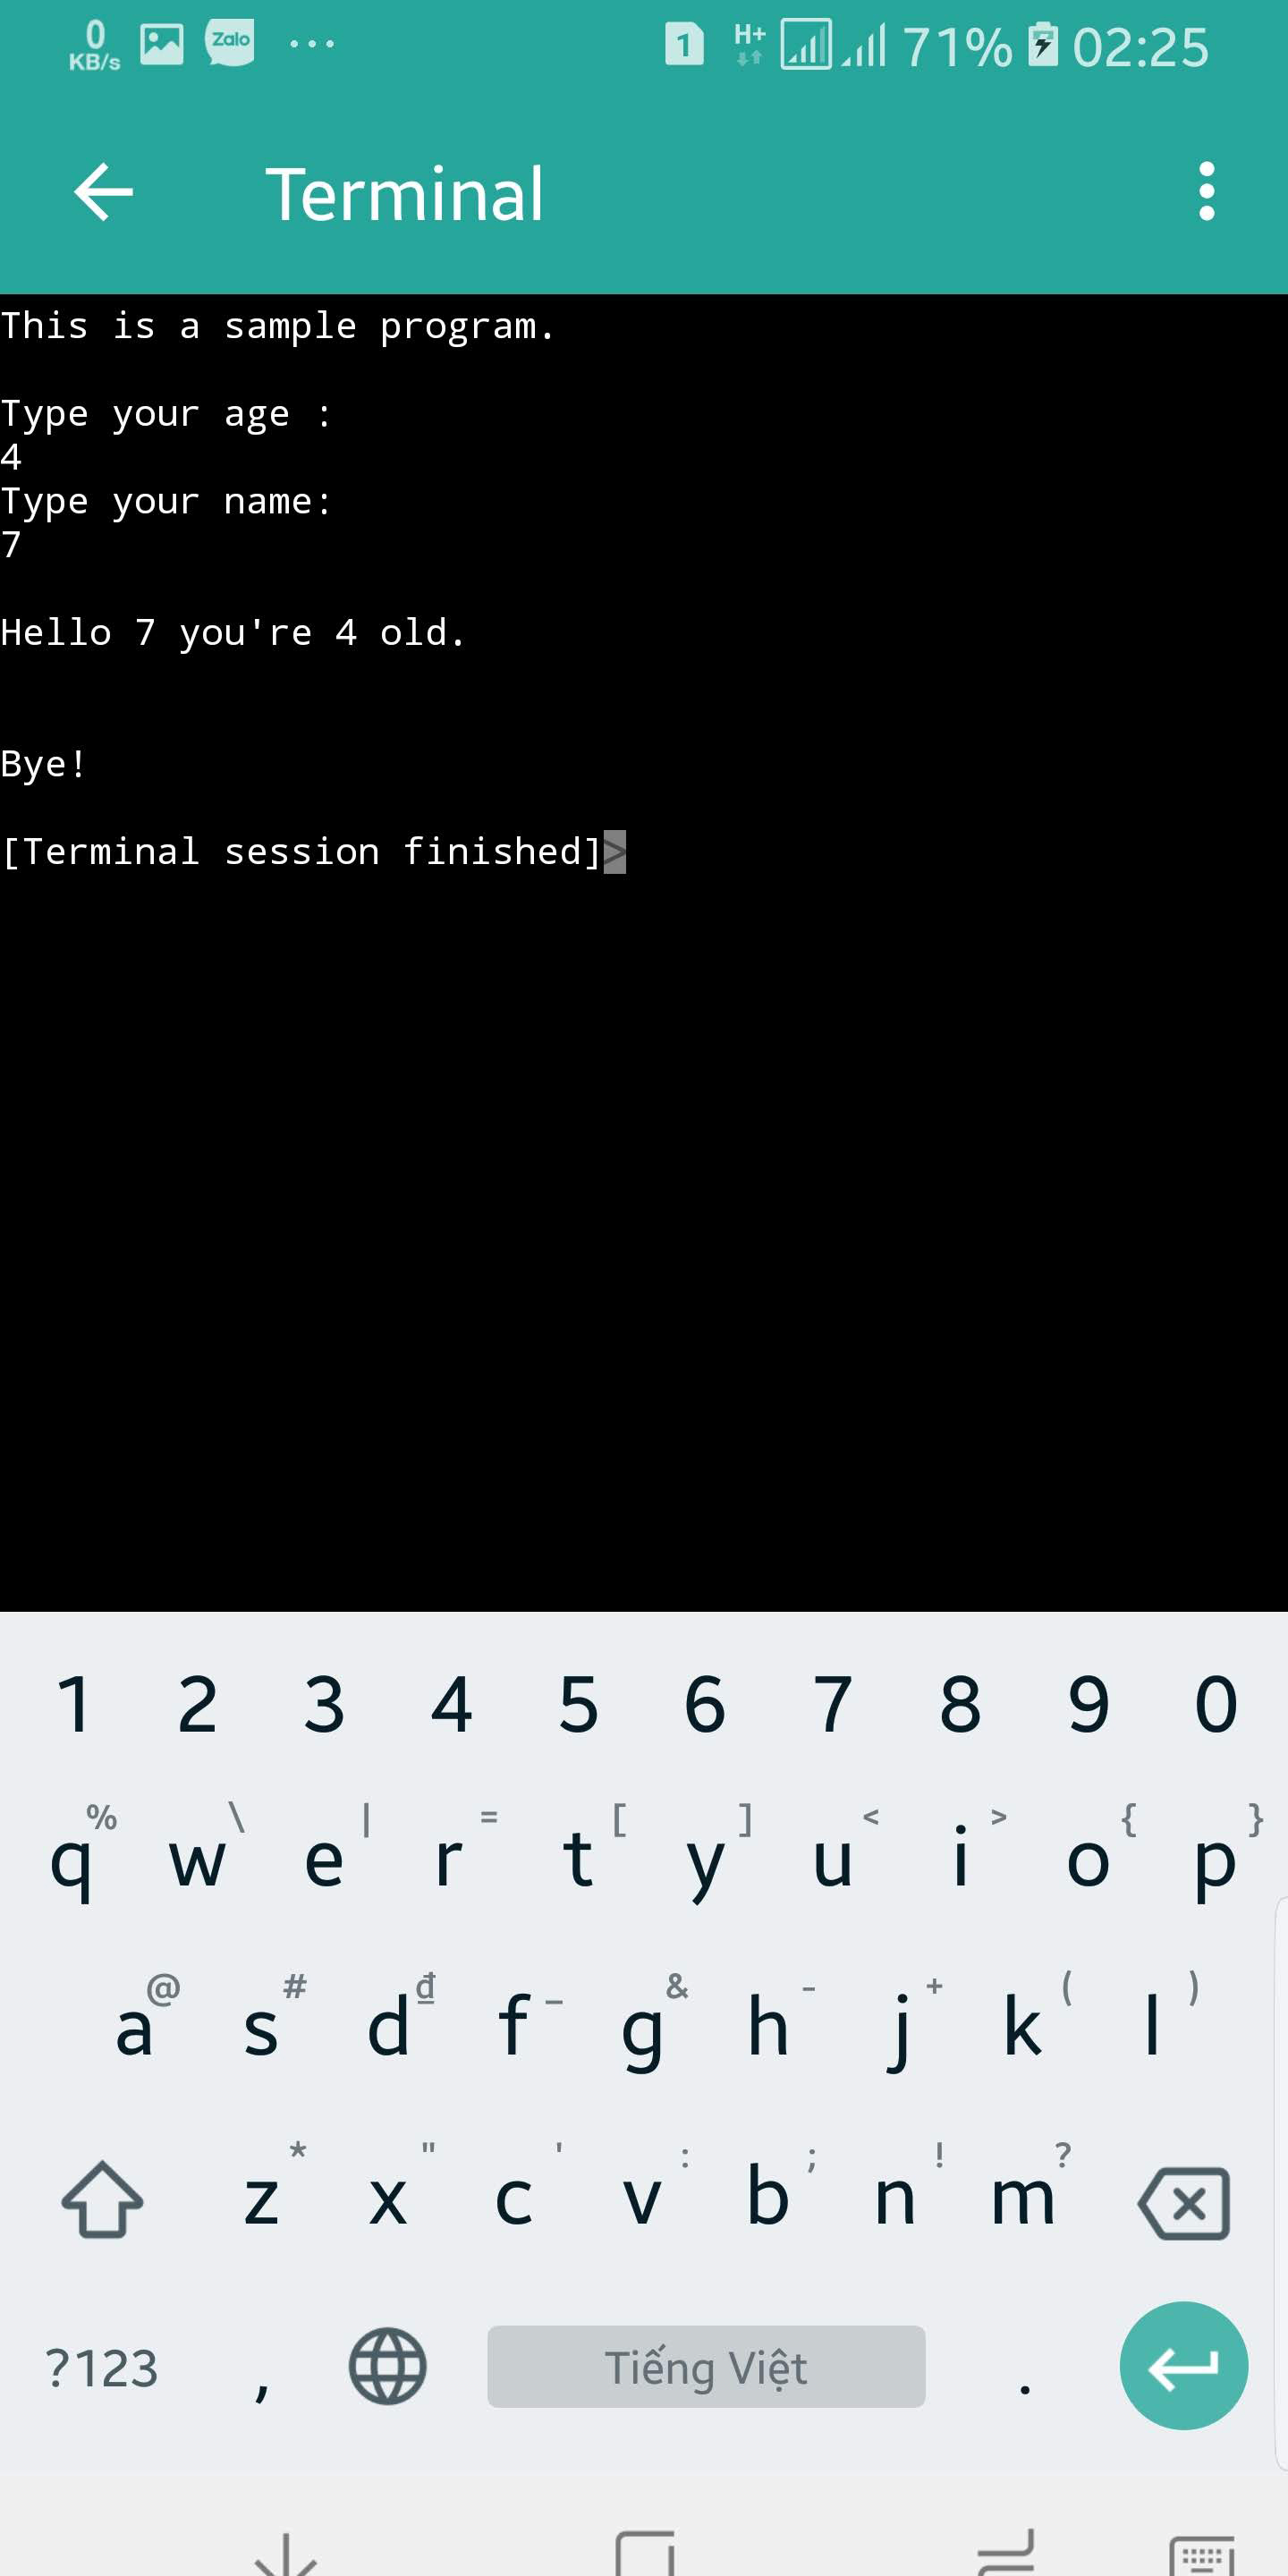 0
KB/s
Zalo
...
1
H+
71%
02:25
Terminal
This is a sample program.
Type your age :
4
Type your name:
7
Hello 7 you're 4 old.
Bye!
[Terminal session finished]>
1 2 3 4 5 6 7 8 9 0
% \ | = [ ] < > { }
q w e r t y u i o p
@ # đ _ & - + ( )
a s d f g h j k l
* " ' : ; ! ?
z x c v b n m
?123 , Tiếng Việt .